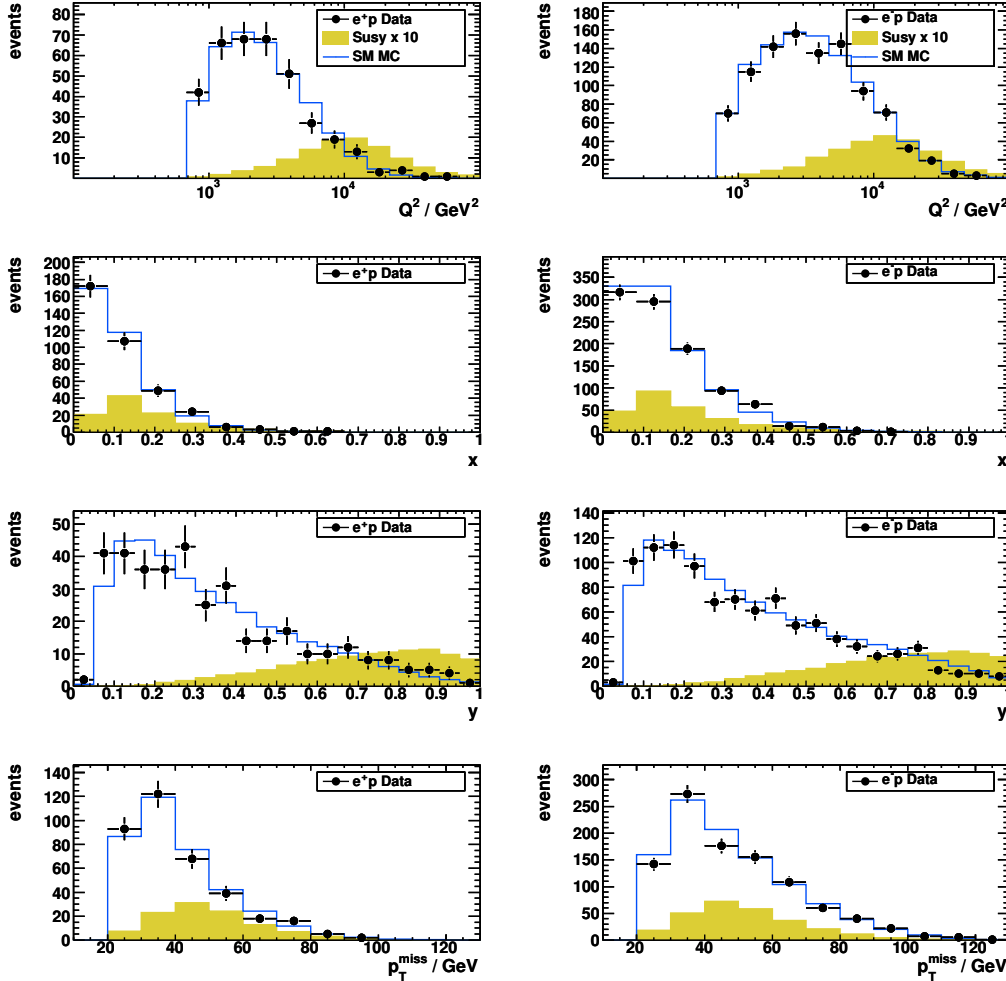 events
80
70
60
50
40
30
20
10
e⁺p Data
Susy x 10
SM MC
10³
10⁴
Q² / GeV²
events
180
160
140
120
100
80
60
40
20
e⁻p Data
Susy x 10
SM MC
10³
10⁴
Q² / GeV²
events
200
180
160
140
120
100
80
60
40
20
0
e⁺p Data
0 0.1 0.2 0.3 0.4 0.5 0.6 0.7 0.8 0.9 1
x
events
350
300
250
200
150
100
50
0
e⁻p Data
0 0.1 0.2 0.3 0.4 0.5 0.6 0.7 0.8 0.9 1
x
events
50
40
30
20
10
0
e⁺p Data
0.1 0.2 0.3 0.4 0.5 0.6 0.7 0.8 0.9 1
y
events
140
120
100
80
60
40
20
0
e⁻p Data
0.1 0.2 0.3 0.4 0.5 0.6 0.7 0.8 0.9 1
y
events
140
120
100
80
60
40
20
0
e⁺p Data
20 40 60 80 100 120
p_T^miss / GeV
events
300
250
200
150
100
50
0
e⁻p Data
20 40 60 80 100 120
p_T^miss / GeV